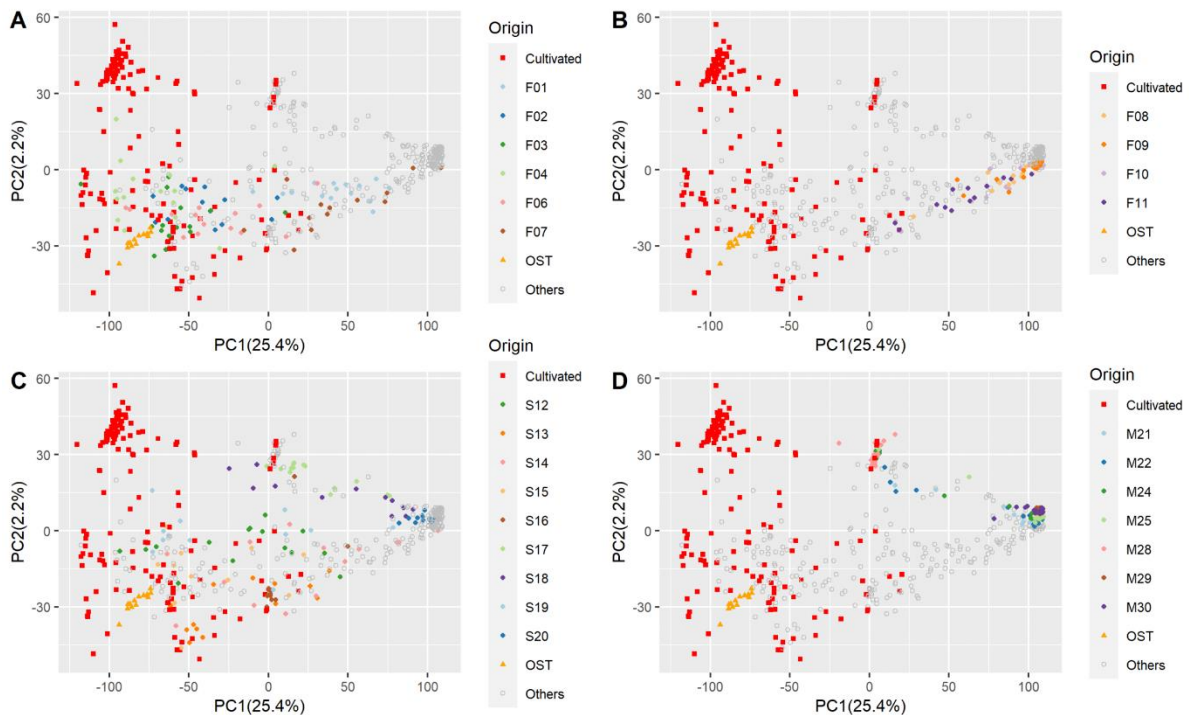 A
Origin
Cultivated
F01
F02
F03
F04
F06
F07
OST
Others
PC2(2.2%)
60
30
0
-30
-100
-50
0
50
100
PC1(25.4%)
B
Origin
Cultivated
F08
F09
F10
F11
OST
Others
PC2(2.2%)
60
30
0
-30
-100
-50
0
50
100
PC1(25.4%)
C
Origin
Cultivated
S12
S13
S14
S15
S16
S17
S18
S19
S20
OST
Others
PC2(2.2%)
60
30
0
-30
-100
-50
0
50
100
PC1(25.4%)
D
Origin
Cultivated
M21
M22
M24
M25
M28
M29
M30
OST
Others
PC2(2.2%)
60
30
0
-30
-100
-50
0
50
100
PC1(25.4%)